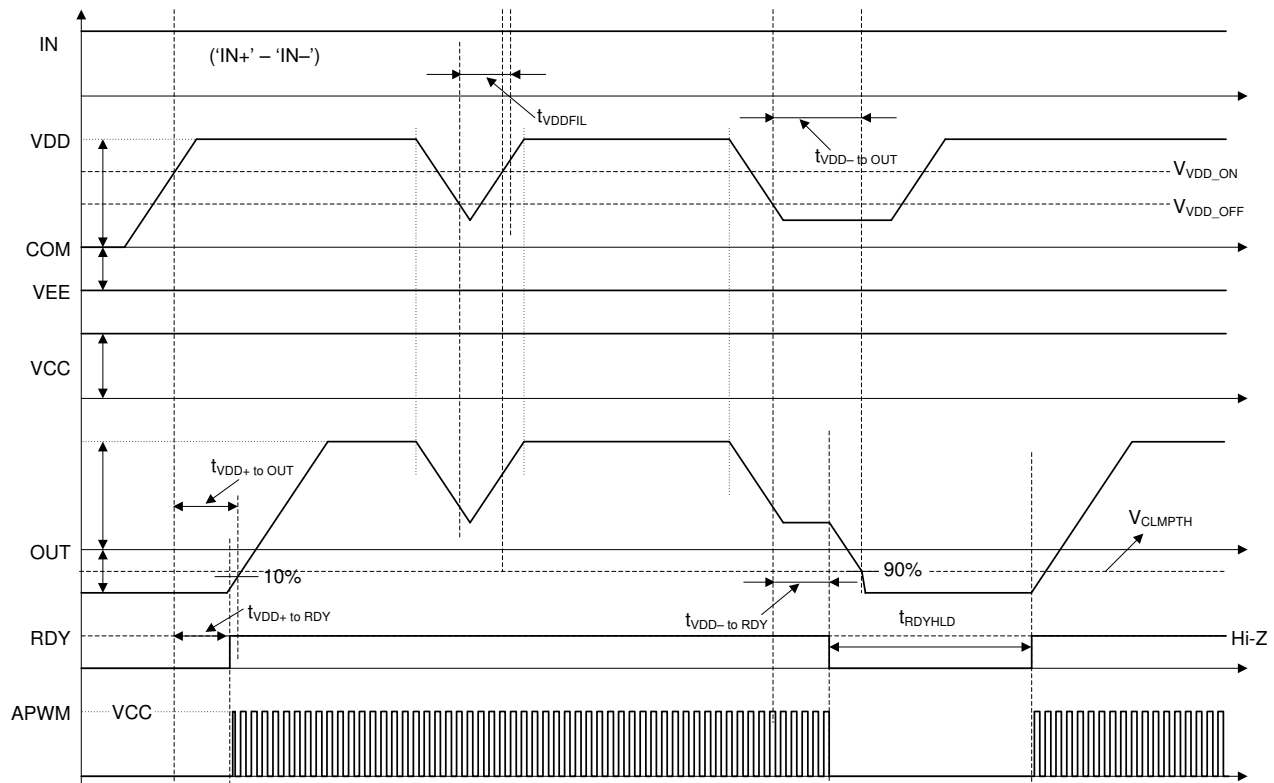 IN
('IN+' – 'IN–')
tVDDFIL
VDD
tVDD– to OUT
VVDD_ON
VVDD_OFF
COM
VEE
VCC
tVDD+ to OUT
VCLMPTH
OUT
10%
90%
tVDD+ to RDY
tVDD– to RDY
tRDYHLD
RDY
Hi-Z
APWM
VCC